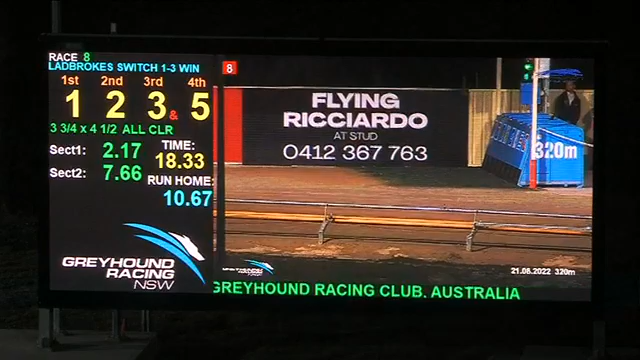 RACE 8
LADBROKES SWITCH 1-3 WIN
1st 2nd 3rd 4th
1 2 3 & 5
3 3/4 x 4 1/2 ALL CLR
Sect1: 2.17
Sect2: 7.66
TIME:
18.33
RUN HOME:
10.67
GREYHOUND
RACING
NSW
8
FLYING
RICCIARDO
AT STUD
0412 367 763
320m
21.08.2022 320m
GREYHOUND RACING CLUB. AUSTRALIA